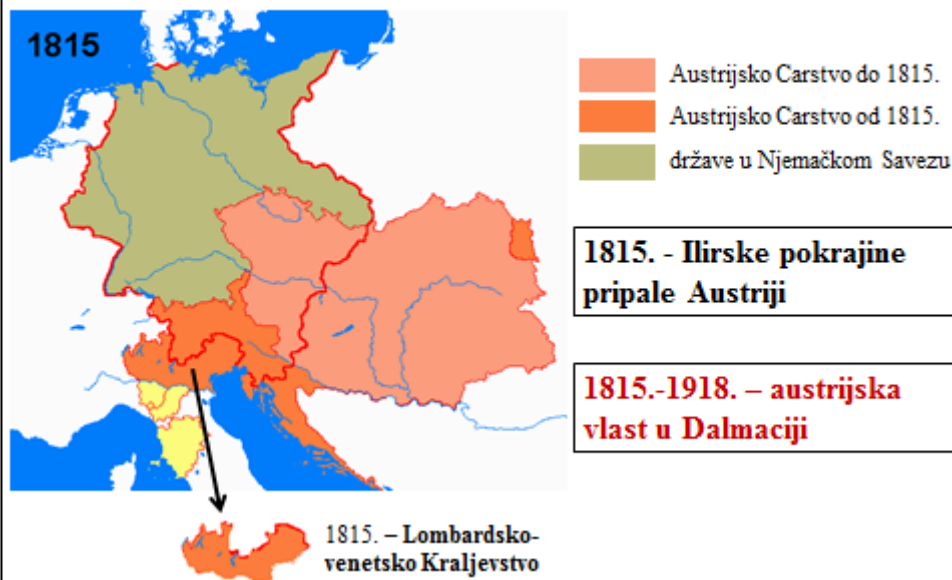 1815
Austrijsko Carstvo do 1815.
Austrijsko Carstvo od 1815.
države u Njemačkom Savezu
1815. - Ilirske pokrajine
pripale Austriji
1815.-1918. – austrijska
vlast u Dalmaciji
1815. – Lombardsko-
venetsko Kraljevstvo